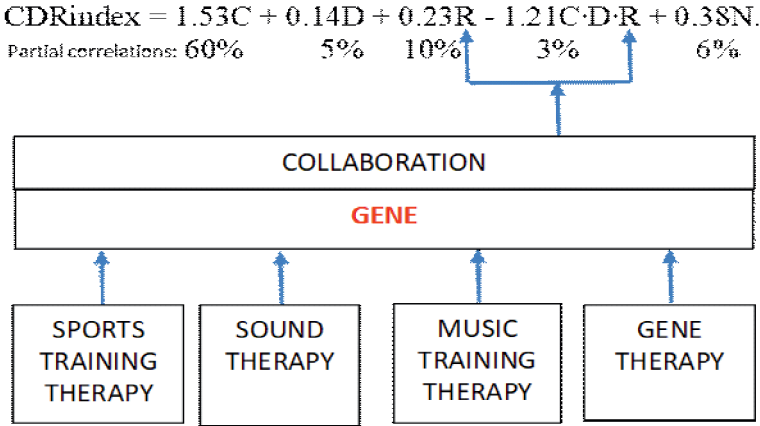 CDRindex = 1.53C + 0.14D + 0.23R - 1.21C·D·R + 0.38N.
Partial correlations: 60% 5% 10% 3% 6%
COLLABORATION
GENE
SPORTS
TRAINING
THERAPY
SOUND
THERAPY
MUSIC
TRAINING
THERAPY
GENE
THERAPY